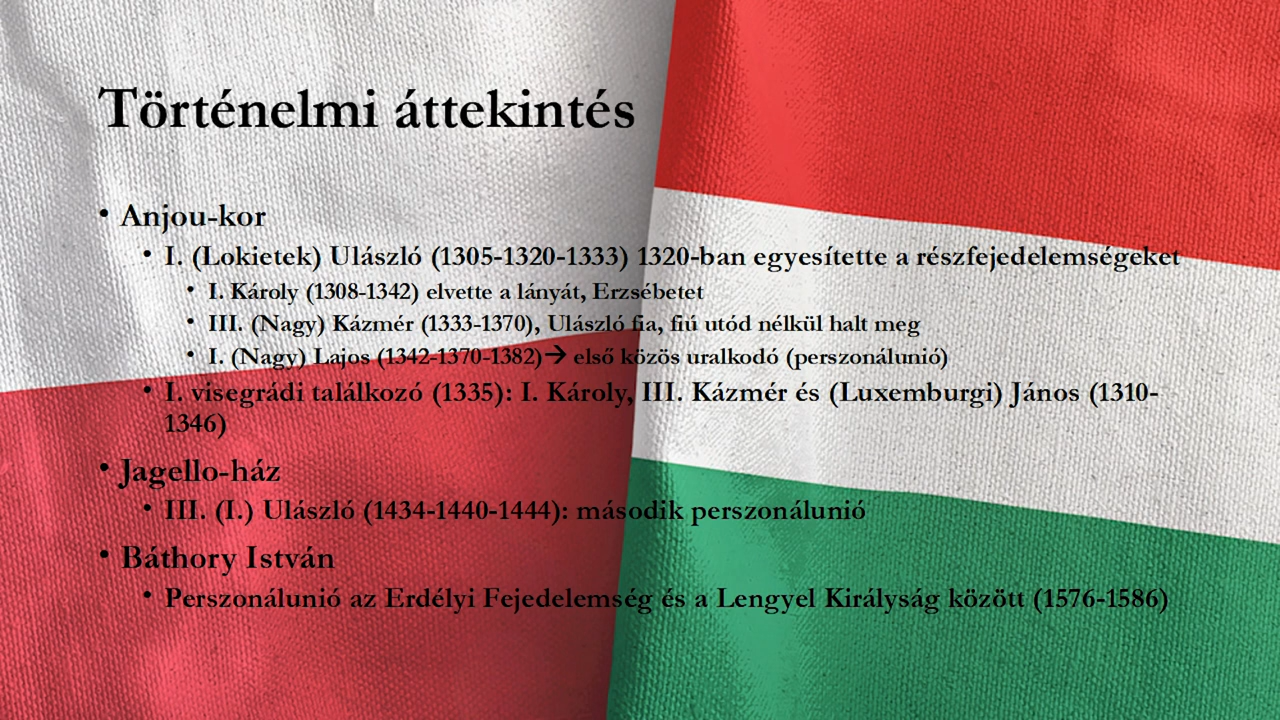 Történelmi áttekintés
• Anjou-kor
• I. (Lokietek) Ulászló (1305-1320-1333) 1320-ban egyesítette a részfejedelemségeket
• I. Károly (1308-1342) elvette a lányát, Erzsébetet
• III. (Nagy) Kázmér (1333-1370), Ulászló fia, fiú utód nélkül halt meg
• I. (Nagy) Lajos (1342-1370-1382)→ első közös uralkodó (perszonálunió)
• I. visegrádi találkozó (1335): I. Károly, III. Kázmér és (Luxemburgi) János (1310-
1346)
• Jagello-ház
• III. (I.) Ulászló (1434-1440-1444): második perszonálunió
• Báthory István
• Perszonálunió az Erdélyi Fejedelemség és a Lengyel Királyság között (1576-1586)